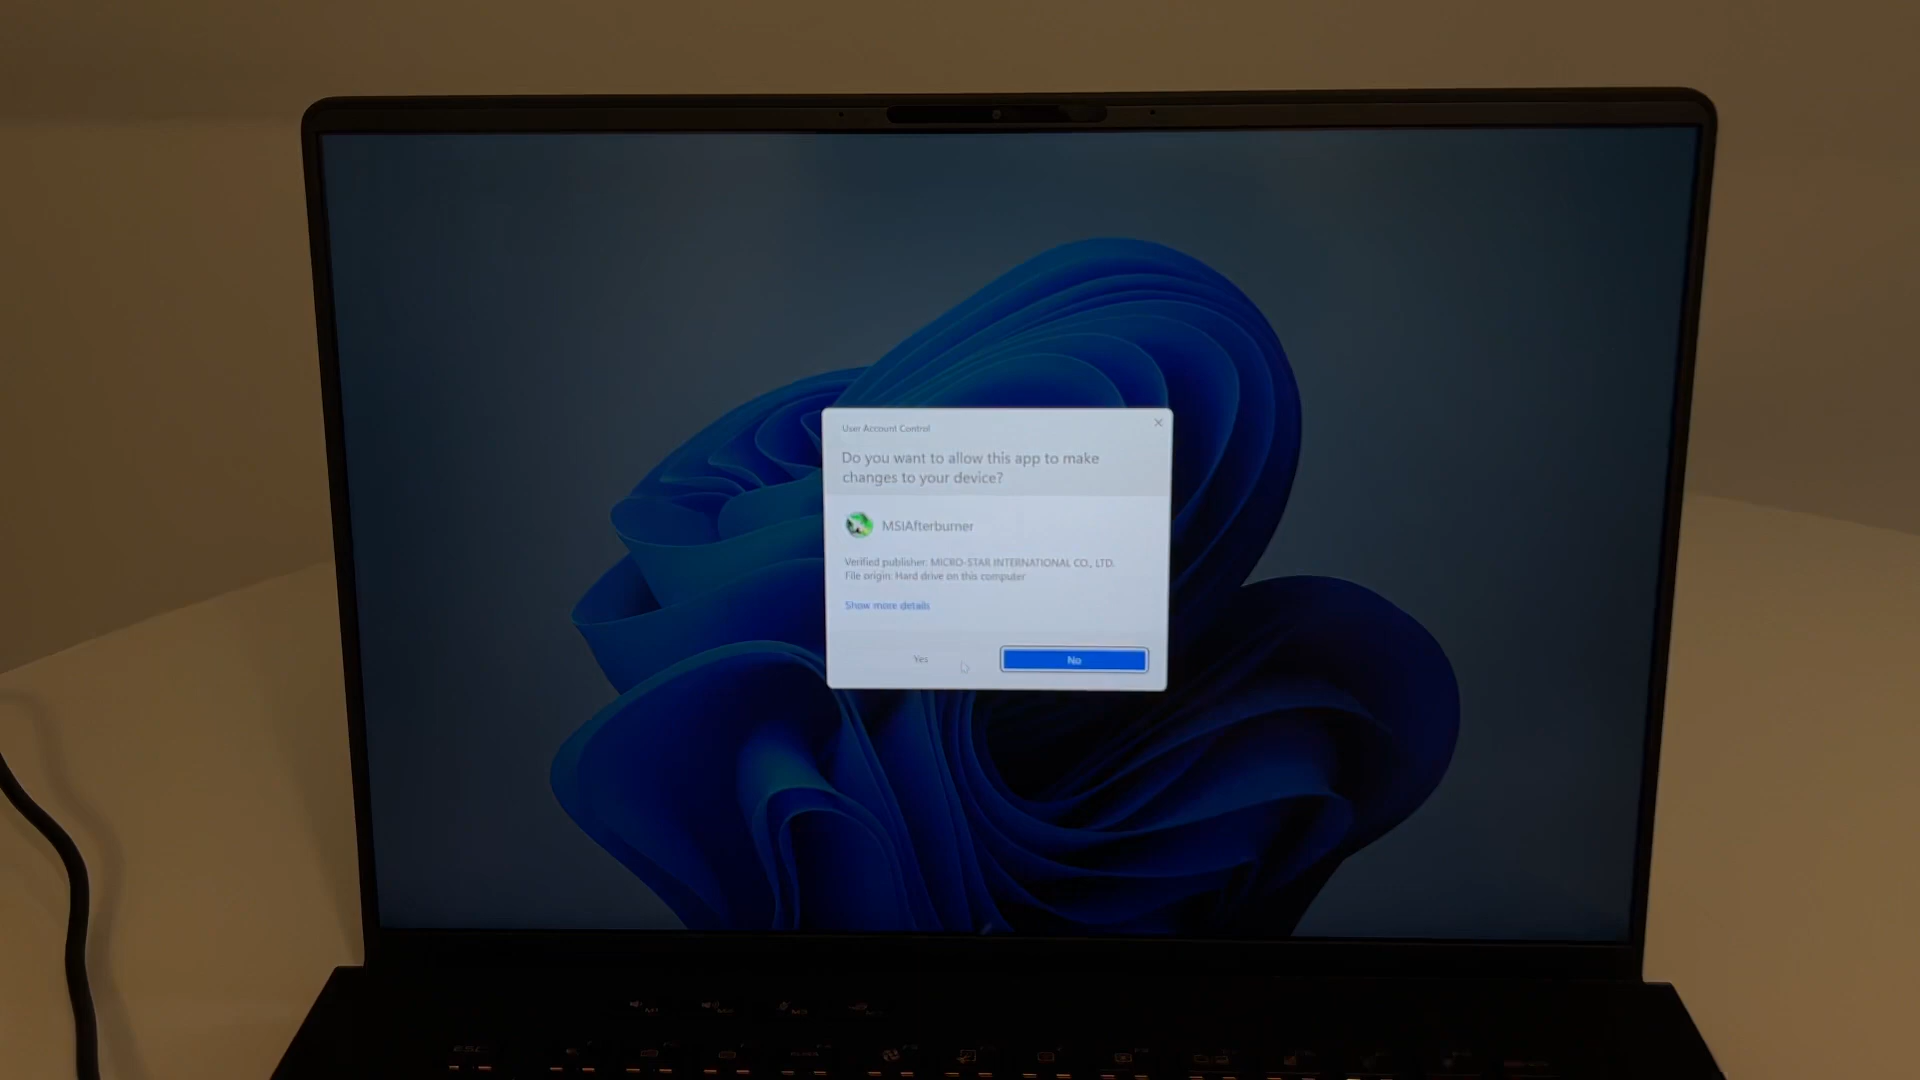 User Account Control
Do you want to allow this app to make
changes to your device?
MSIAfterburner
Verified publisher: MICRO-STAR INTERNATIONAL CO., LTD.
File origin: Hard drive on this computer
Show more details
Yes
No
esc